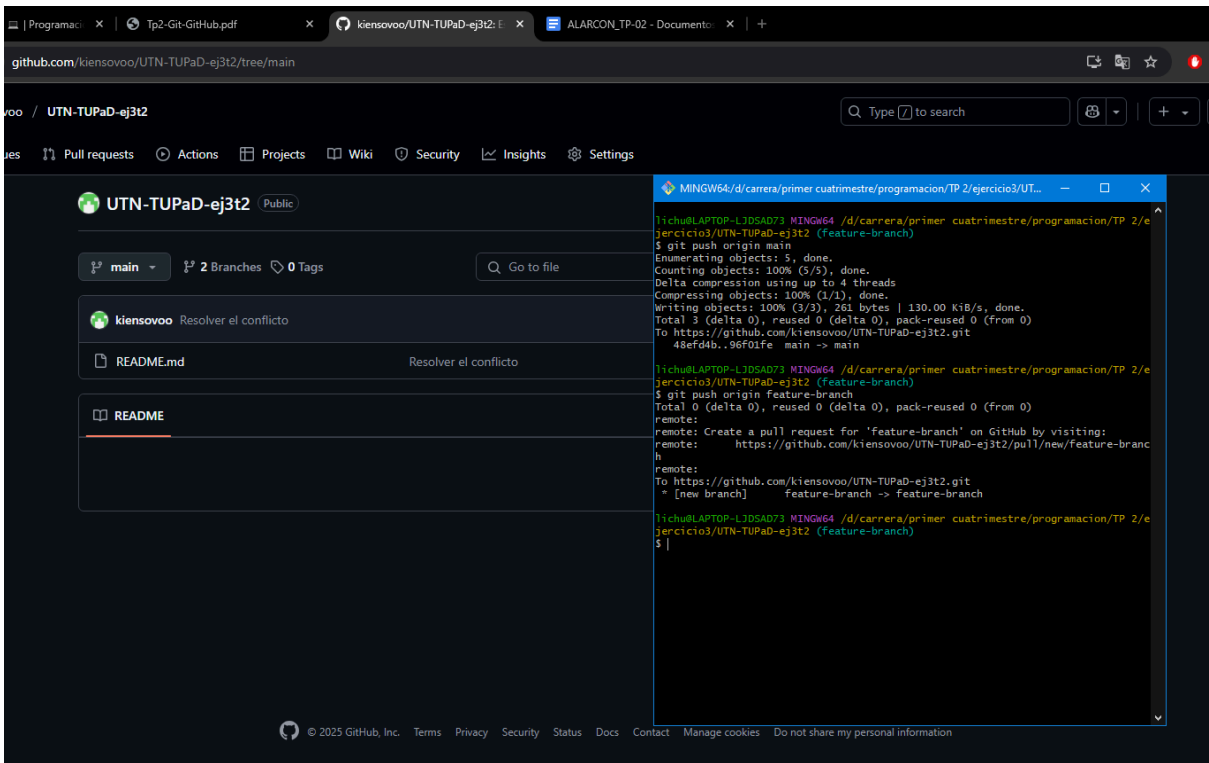 | Programaci
Tp2-Git-GitHub.pdf
kiensovoo/UTN-TUPaD-ej3t2: E
ALARCON_TP-02 - Documento
github.com/kiensovoo/UTN-TUPaD-ej3t2/tree/main
voo / UTN-TUPaD-ej3t2
Type / to search
ues Pull requests Actions Projects Wiki Security Insights Settings
UTN-TUPaD-ej3t2 Public
main 2 Branches 0 Tags Go to file
kiensovoo Resolver el conflicto
README.md Resolver el conflicto
README
MINGW64:/d/carrera/primer cuatrimestre/programacion/TP 2/ejercicio3/UT...
lichu@LAPTOP-LJDSAD73 MINGW64 /d/carrera/primer cuatrimestre/programacion/TP 2/e
jercicio3/UTN-TUPaD-ej3t2 (feature-branch)
$ git push origin main
Enumerating objects: 5, done.
Counting objects: 100% (5/5), done.
Delta compression using up to 4 threads
Compressing objects: 100% (1/1), done.
Writing objects: 100% (3/3), 261 bytes | 130.00 KiB/s, done.
Total 3 (delta 0), reused 0 (delta 0), pack-reused 0 (from 0)
To https://github.com/kiensovoo/UTN-TUPaD-ej3t2.git
48efd4b..96f01fe main -> main
lichu@LAPTOP-LJDSAD73 MINGW64 /d/carrera/primer cuatrimestre/programacion/TP 2/e
jercicio3/UTN-TUPaD-ej3t2 (feature-branch)
$ git push origin feature-branch
Total 0 (delta 0), reused 0 (delta 0), pack-reused 0 (from 0)
remote:
remote: Create a pull request for 'feature-branch' on GitHub by visiting:
remote: https://github.com/kiensovoo/UTN-TUPaD-ej3t2/pull/new/feature-branc
h
remote:
To https://github.com/kiensovoo/UTN-TUPaD-ej3t2.git
* [new branch] feature-branch -> feature-branch
lichu@LAPTOP-LJDSAD73 MINGW64 /d/carrera/primer cuatrimestre/programacion/TP 2/e
jercicio3/UTN-TUPaD-ej3t2 (feature-branch)
$
© 2025 GitHub, Inc. Terms Privacy Security Status Docs Contact Manage cookies Do not share my personal information